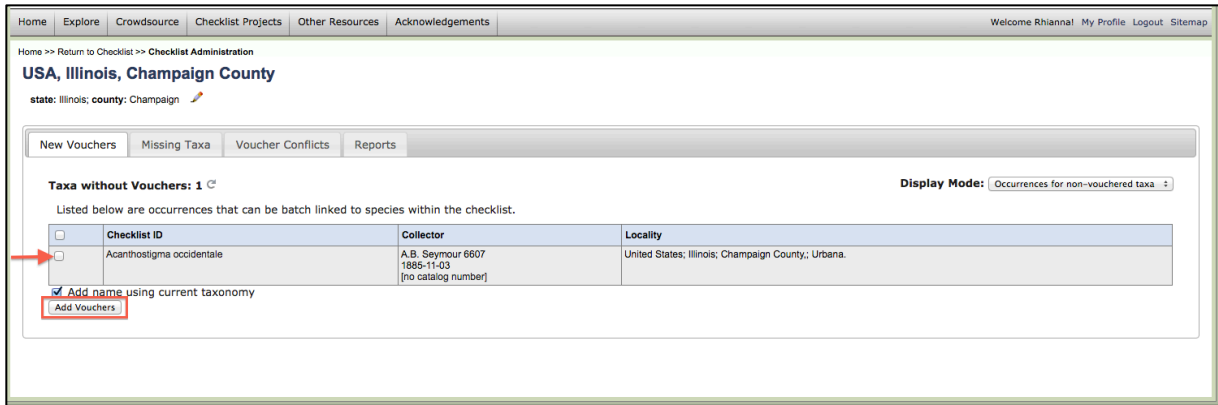 Home Explore Crowdsource Checklist Projects Other Resources Acknowledgements Welcome Rhianna! My Profile Logout Sitemap
Home >> Return to Checklist >> Checklist Administration
USA, Illinois, Champaign County
state: Illinois; county: Champaign
New Vouchers Missing Taxa Voucher Conflicts Reports
Taxa without Vouchers: 1 Display Mode: Occurrences for non-vouchered taxa
Listed below are occurrences that can be batch linked to species within the checklist.
Checklist ID Collector Locality
Acanthostigma occidentale A.B. Seymour 6607 United States; Illinois; Champaign County,; Urbana.
1885-11-03
[no catalog number]
Add name using current taxonomy
Add Vouchers